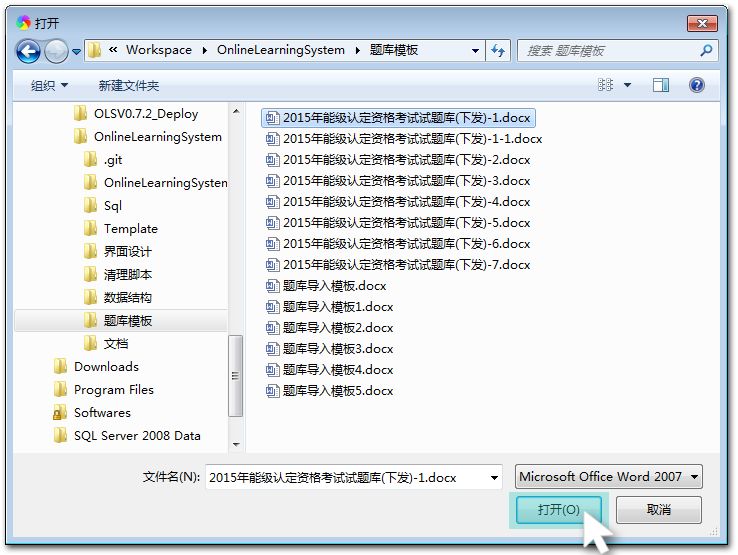 打开
« Workspace OnlineLearningSystem 题库模板
搜索 题库模板
组织 新建文件夹
OLSV0.7.2_Deploy
OnlineLearningSystem
.git
OnlineLearningSystem
Sql
Template
界面设计
清理脚本
数据结构
题库模板
文档
Downloads
Program Files
Softwares
SQL Server 2008 Data
2015年能级认定资格考试试题库(下发)-1.docx
2015年能级认定资格考试试题库(下发)-1-1.docx
2015年能级认定资格考试试题库(下发)-2.docx
2015年能级认定资格考试试题库(下发)-3.docx
2015年能级认定资格考试试题库(下发)-4.docx
2015年能级认定资格考试试题库(下发)-5.docx
2015年能级认定资格考试试题库(下发)-6.docx
2015年能级认定资格考试试题库(下发)-7.docx
题库导入模板.docx
题库导入模板1.docx
题库导入模板2.docx
题库导入模板3.docx
题库导入模板4.docx
题库导入模板5.docx
文件名(N): 2015年能级认定资格考试试题库(下发)-1.docx
Microsoft Office Word 2007
打开(O) 取消